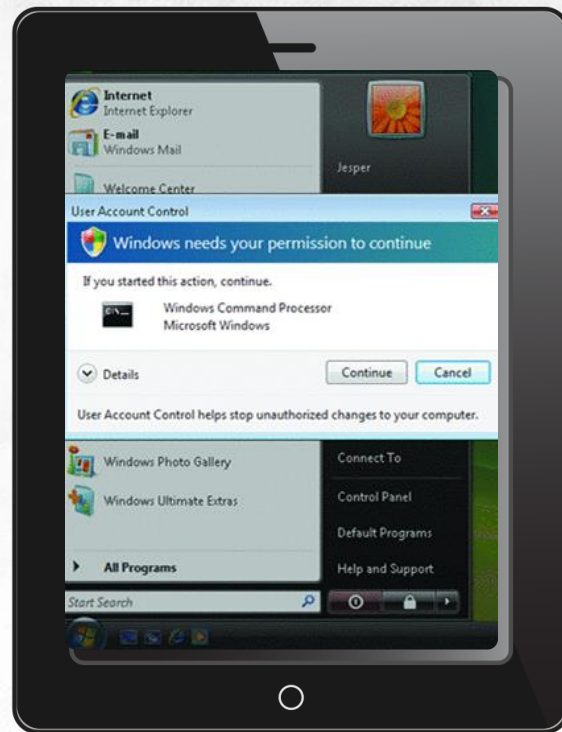 Internet
Internet Explorer
E-mail
Windows Mail
Jesper
Welcome Center
User Account Control
Windows needs your permission to continue
If you started this action, continue.
C:\_
Windows Command Processor
Microsoft Windows
Details
Continue
Cancel
User Account Control helps stop unauthorized changes to your computer.
Windows Photo Gallery
Connect To
Windows Ultimate Extras
Control Panel
Default Programs
All Programs
Help and Support
Start Search